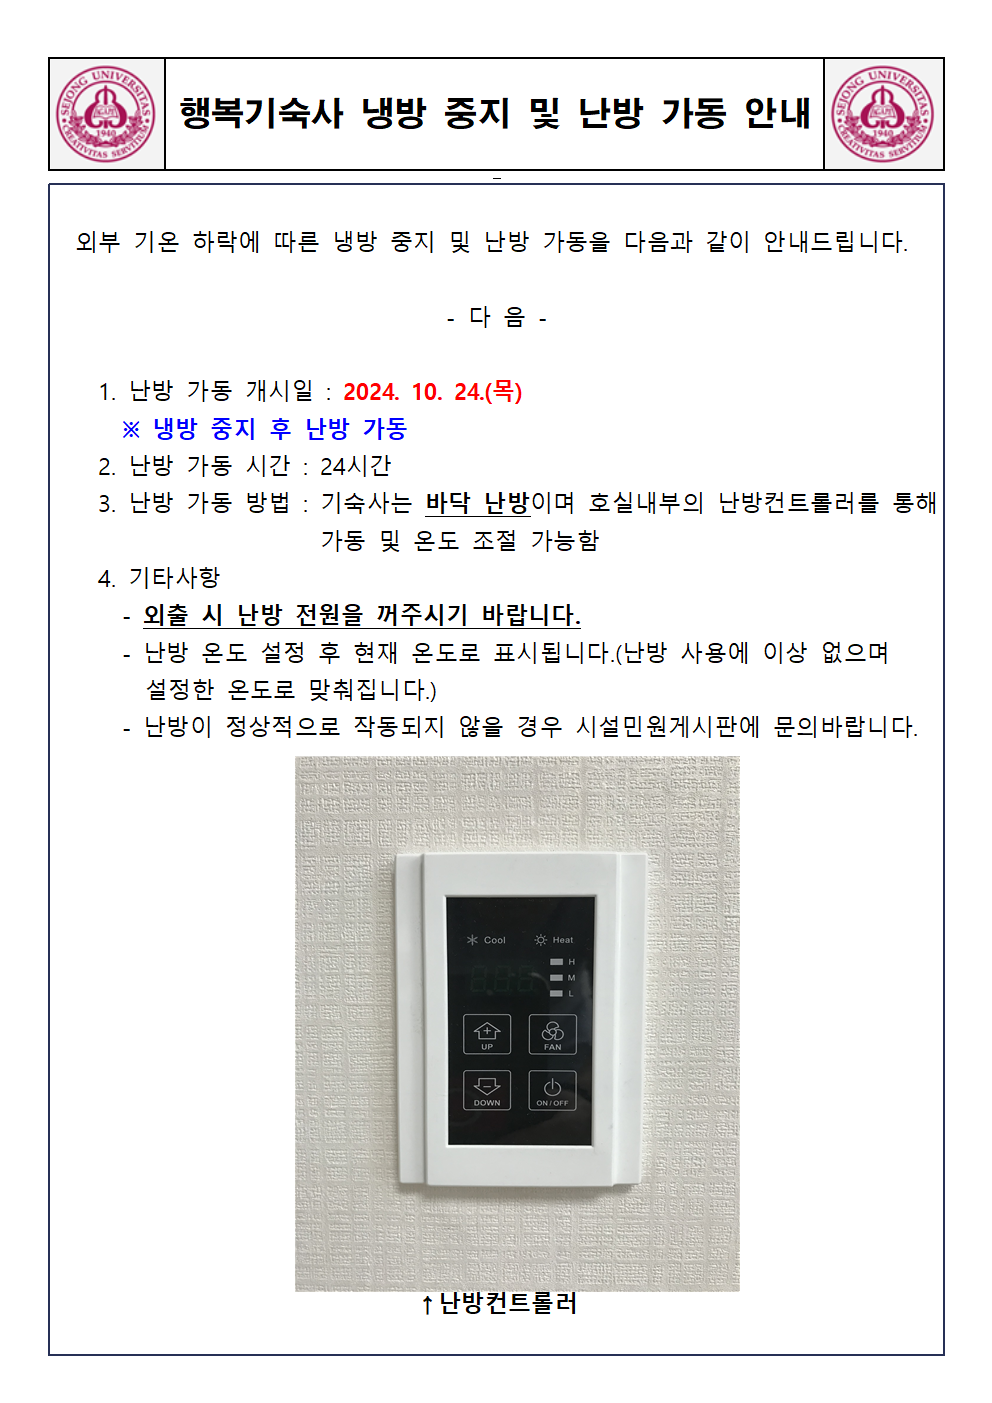 SEJONG UNIVERSITAS
1940
CREATIVITAS SERVITIUM
행복기숙사 냉방 중지 및 난방 가동 안내
SEJONG UNIVERSITAS
1940
CREATIVITAS SERVITIUM
외부 기온 하락에 따른 냉방 중지 및 난방 가동을 다음과 같이 안내드립니다.
- 다 음 -
1. 난방 가동 개시일 : 2024. 10. 24.(목)
※ 냉방 중지 후 난방 가동
2. 난방 가동 시간 : 24시간
3. 난방 가동 방법 : 기숙사는 바닥 난방이며 호실내부의 난방컨트롤러를 통해
가동 및 온도 조절 가능함
4. 기타사항
- 외출 시 난방 전원을 꺼주시기 바랍니다.
- 난방 온도 설정 후 현재 온도로 표시됩니다.(난방 사용에 이상 없으며
설정한 온도로 맞춰집니다.)
- 난방이 정상적으로 작동되지 않을 경우 시설민원게시판에 문의바랍니다.
Cool Heat
H
M
L
UP FAN
DOWN ON / OFF
↑난방컨트롤러